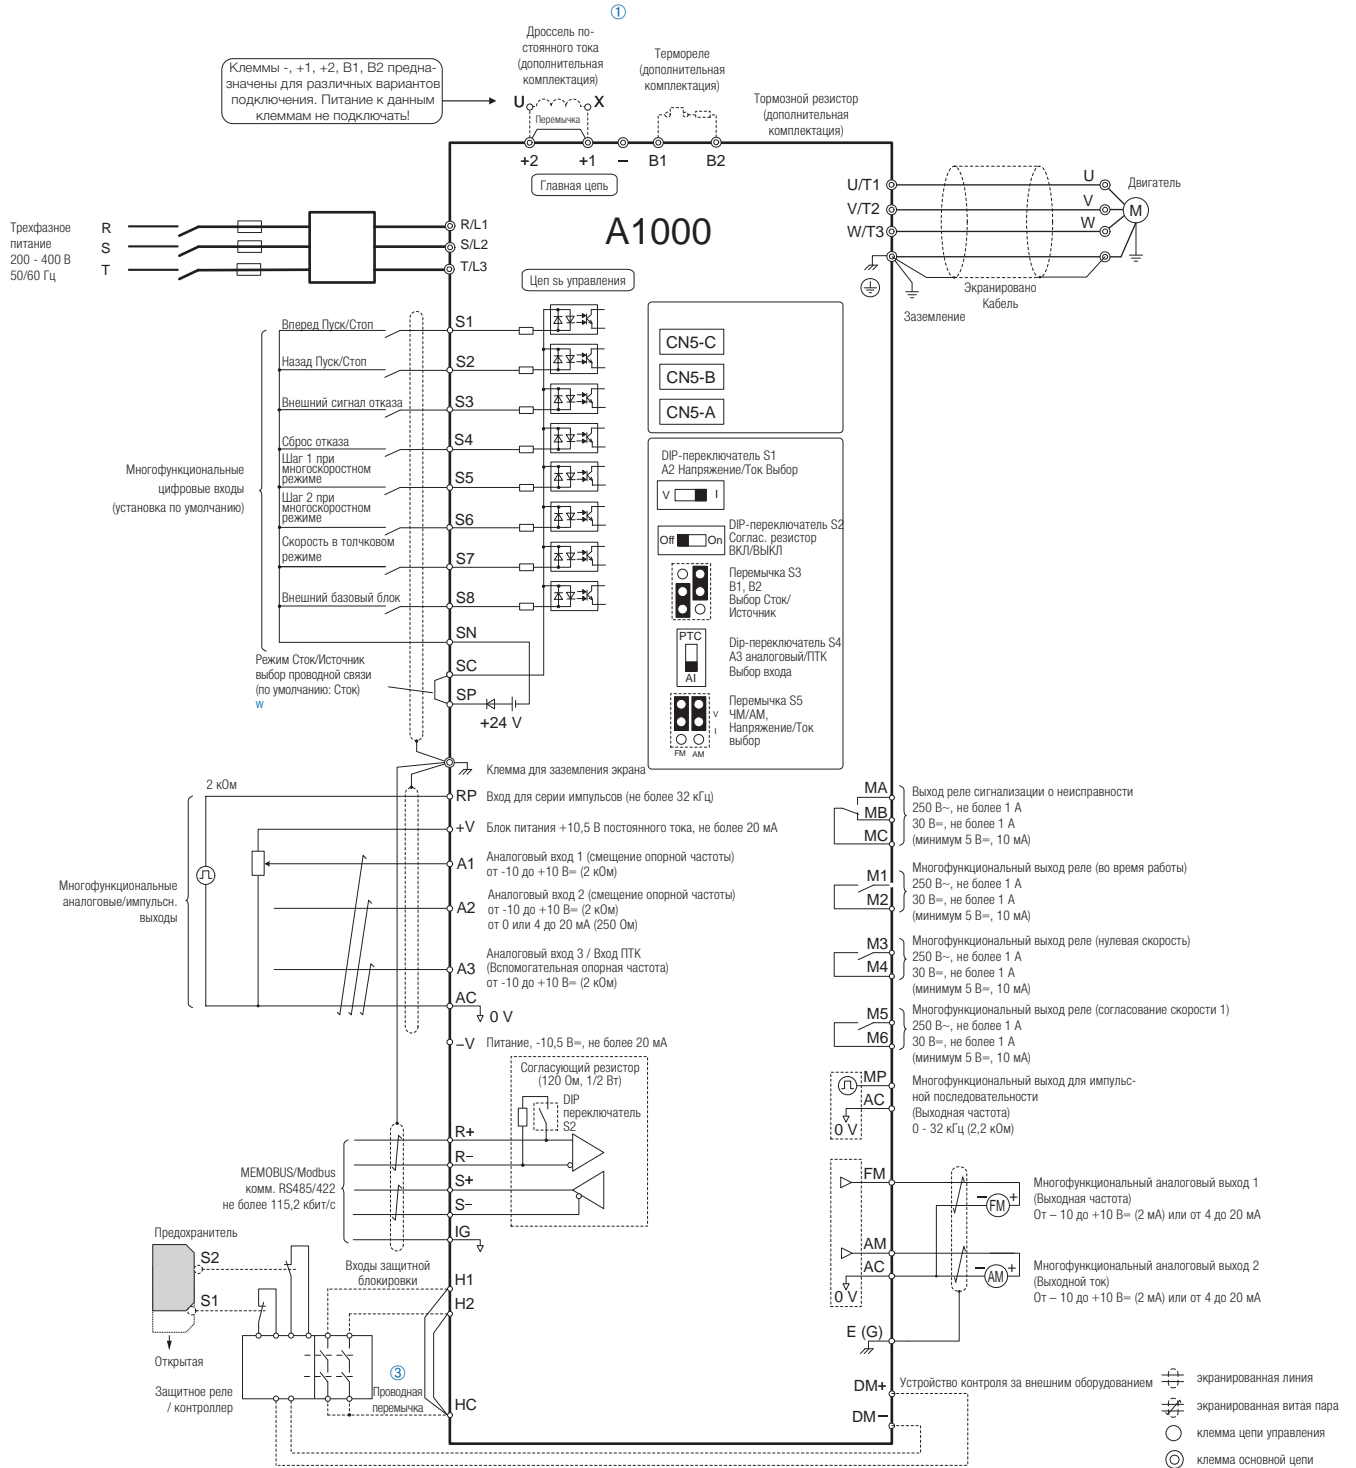 ①
Дроссель по-
стоянного тока
(дополнительная
комплектация)
Термореле
(дополнительная
комплектация)
Тормозной резистор
(дополнительная
комплектация)
Клеммы -, +1, +2, B1, B2 предна-
значены для различных вариантов
подключения. Питание к данным
клеммам не подключать!
U
X
Перемычка
+2
+1
−
B1
B2
Главная цепь
A1000
Трехфазное
питание
200 - 400 В
50/60 Гц
R
S
T
R/L1
S/L2
T/L3
U/T1
V/T2
W/T3
U
V
W
Двигатель
M
Экранировано
Кабель
Заземление
Цеп sь управления
Многофункциональные
цифровые входы
(установка по умолчанию)
Вперед Пуск/Стоп
S1
Назад Пуск/Стоп
S2
Внешний сигнал отказа
S3
Сброс отказа
S4
Шаг 1 при
многоскоростном
режиме
S5
Шаг 2 при
многоскоростном
режиме
S6
Скорость в толчковом
режиме
S7
Внешний базовый блок
S8
SN
SC
SP
+24 V
Режим Сток/Источник
выбор проводной связи
(по умолчанию: Сток)
w
CN5-C
CN5-B
CN5-A
DIP-переключатель S1
A2 Напряжение/Ток Выбор
V
I
DIP-переключатель S2
Соглас. резистор
ВКЛ/ВЫКЛ
Off
On
Перемычка S3
B1, B2
Выбор Сток/
Источник
PTC
AI
Dip-переключатель S4
A3 аналоговый/ПТК
Выбор входа
Перемычка S5
ЧМ/АМ,
Напряжение/Ток
выбор
V
I
FM
AM
Клемма для заземления экрана
2 кОм
RP
Вход для серии импульсов (не более 32 кГц)
+V
Блок питания +10,5 В постоянного тока, не более 20 мА
A1
Аналоговый вход 1 (смещение опорной частоты)
от -10 до +10 В= (2 кОм)
A2
Аналоговый вход 2 (смещение опорной частоты)
от -10 до +10 В= (2 кОм)
от 0 или 4 до 20 мА (250 Ом)
A3
Аналоговый вход 3 / Вход ПТК
(Вспомогательная опорная частота)
от -10 до +10 В= (2 кОм)
AC
0 V
–V
Питание, -10,5 В=, не более 20 мА
Многофункциональные
аналоговые/импульсн.
выходы
Согласующий резистор
(120 Ом, 1/2 Вт)
DIP
переключатель
S2
R+
R−
S+
S−
IG
MEMOBUS/Modbus
комм. RS485/422
не более 115,2 кбит/с
MA
MB
MC
Выход реле сигнализации о неисправности
250 В~, не более 1 А
30 В=, не более 1 А
(минимум 5 В=, 10 мА)
M1
M2
Многофункциональный выход реле (во время работы)
250 В~, не более 1 А
30 В=, не более 1 А
(минимум 5 В=, 10 мА)
M3
M4
Многофункциональный выход реле (нулевая скорость)
250 В~, не более 1 А
30 В=, не более 1 А
(минимум 5 В=, 10 мА)
M5
M6
Многофункциональный выход реле (согласование скорости 1)
250 В~, не более 1 А
30 В=, не более 1 А
(минимум 5 В=, 10 мА)
MP
AC
0 V
Многофункциональный выход для импульс-
ной последовательности
(Выходная частота)
0 - 32 кГц (2,2 кОм)
FM
− FM +
Многофункциональный аналоговый выход 1
(Выходная частота)
От – 10 до +10 В= (2 мА) или от 4 до 20 мА
AM
AC
0 V
− AM +
Многофункциональный аналоговый выход 2
(Выходной ток)
От – 10 до +10 В= (2 мА) или от 4 до 20 мА
E (G)
Предохранитель
S2
S1
Открытая
Защитное реле
/ контроллер
Входы защитной
блокировки
H1
H2
③
Проводная
перемычка
HC
DM+
DM−
Устройство контроля за внешним оборудованием
экранированная линия
экранированная витая пара
клемма цепи управления
клемма основной цепи